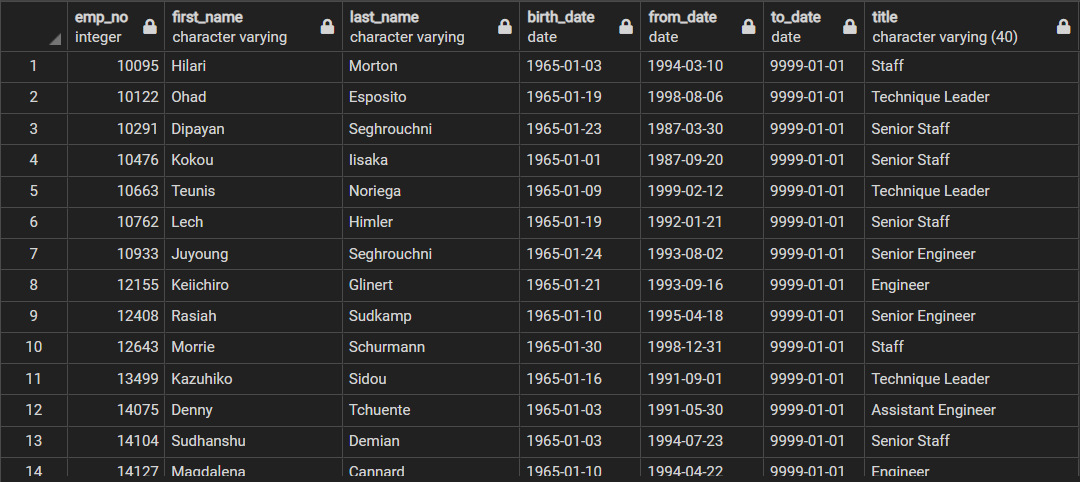 emp_no first_name last_name birth_date from_date to_date title
integer character varying character varying date date date character varying (40)
1 10095 Hilari Morton 1965-01-03 1994-03-10 9999-01-01 Staff
2 10122 Ohad Esposito 1965-01-19 1998-08-06 9999-01-01 Technique Leader
3 10291 Dipayan Seghrouchni 1965-01-23 1987-03-30 9999-01-01 Senior Staff
4 10476 Kokou Iisaka 1965-01-01 1987-09-20 9999-01-01 Senior Staff
5 10663 Teunis Noriega 1965-01-09 1999-02-12 9999-01-01 Technique Leader
6 10762 Lech Himler 1965-01-19 1992-01-21 9999-01-01 Senior Staff
7 10933 Juyoung Seghrouchni 1965-01-24 1993-08-02 9999-01-01 Senior Engineer
8 12155 Keiichiro Glinert 1965-01-21 1993-09-16 9999-01-01 Engineer
9 12408 Rasiah Sudkamp 1965-01-10 1995-04-18 9999-01-01 Senior Engineer
10 12643 Morrie Schurmann 1965-01-30 1998-12-31 9999-01-01 Staff
11 13499 Kazuhiko Sidou 1965-01-16 1991-09-01 9999-01-01 Technique Leader
12 14075 Denny Tchuente 1965-01-03 1991-05-30 9999-01-01 Assistant Engineer
13 14104 Sudhanshu Demian 1965-01-03 1994-07-23 9999-01-01 Senior Staff
14 14127 Magdalena Cannard 1965-01-10 1994-04-22 9999-01-01 Engineer